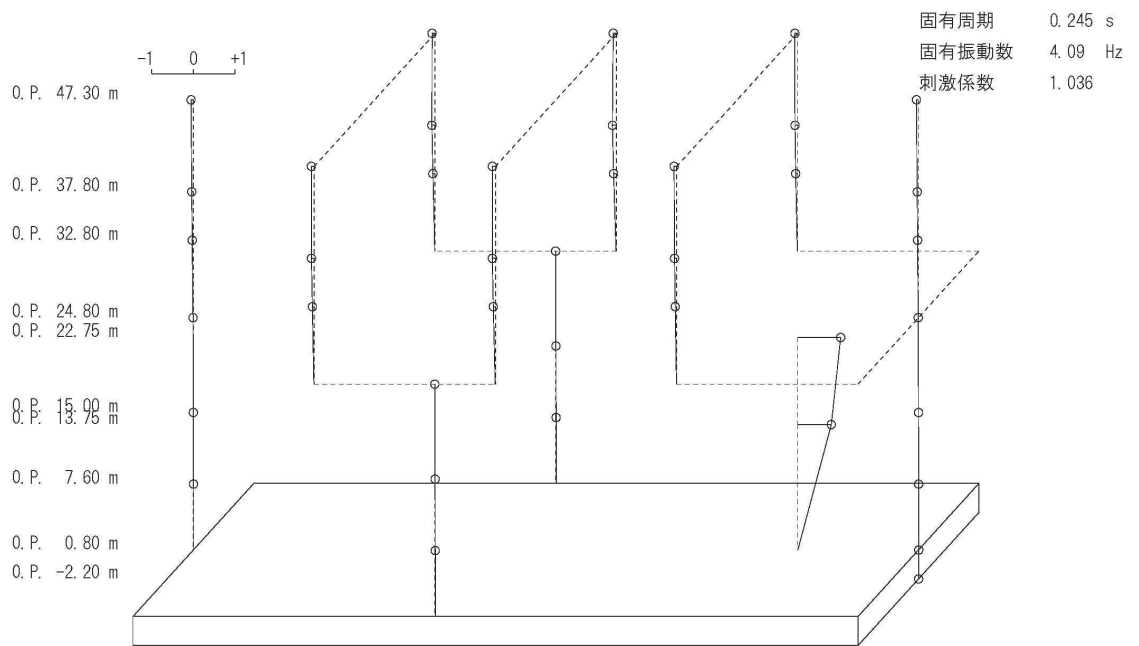 固有周期 0.245 s
固有振動数 4.09 Hz
刺激係数 1.036
-1 0 +1
O.P. 47.30 m
O.P. 37.80 m
O.P. 32.80 m
O.P. 24.80 m
O.P. 22.75 m
O.P. 15.00 m
O.P. 13.75 m
O.P. 7.60 m
O.P. 0.80 m
O.P. -2.20 m